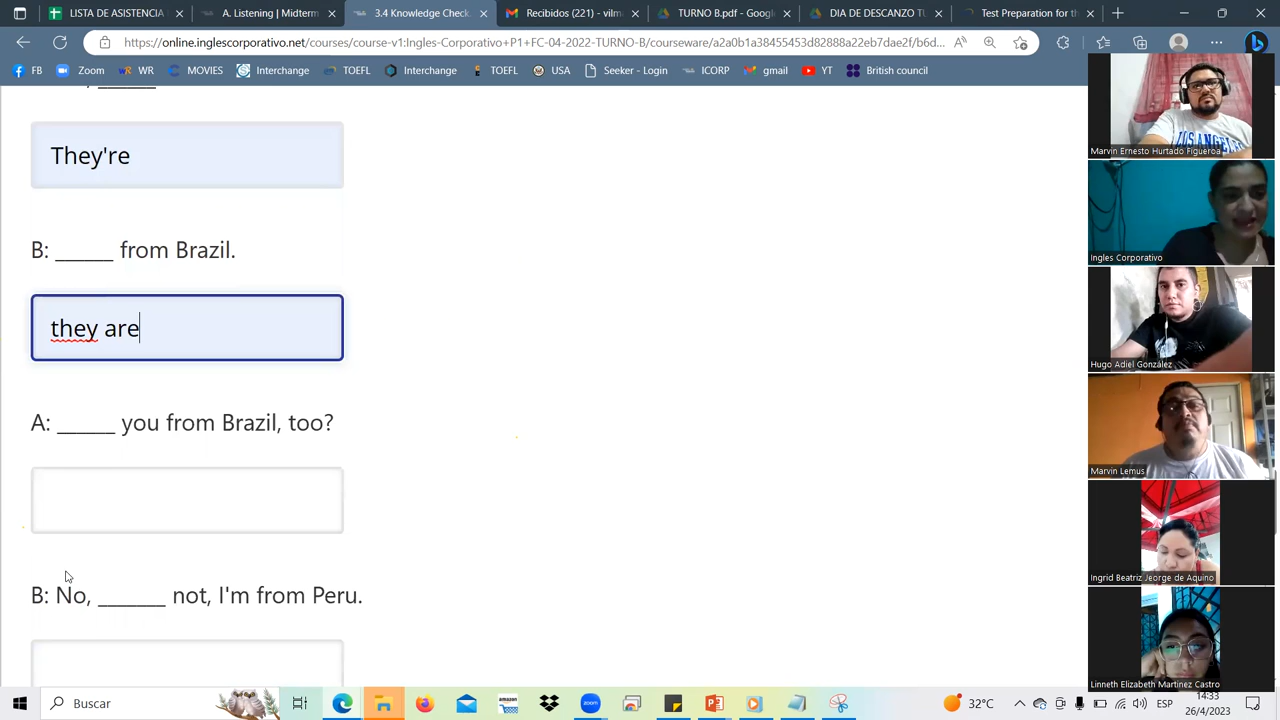 LISTA DE ASISTENCIA
A. Listening | Midterm
3.4 Knowledge Check
Recibidos (221) - vilm
TURNO B.pdf - Googl
DIA DE DESCANZO TU
Test Preparation for th
https://online.inglescorporativo.net/courses/course-v1:Ingles-Corporativo+P1+FC-04-2022-TURNO-B/courseware/a2a0b1a38455453d82888a22eb7dae2f/b6d...
FB
Zoom
WR
MOVIES
Interchange
TOEFL
Interchange
TOEFL
USA
Seeker - Login
ICORP
gmail
YT
British council
They're
B: ______ from Brazil.
they are
A: ______ you from Brazil, too?
B: No, _______ not, I'm from Peru.
Marvin Ernesto Hurtado Figueroa
Ingles Corporativo
Hugo Adiel González
Marvin Lemus
Ingrid Beatriz Jeorge de Aquino
Linneth Elizabeth Martinez Castro
Buscar
32°C
ESP
14:33
26/4/2023